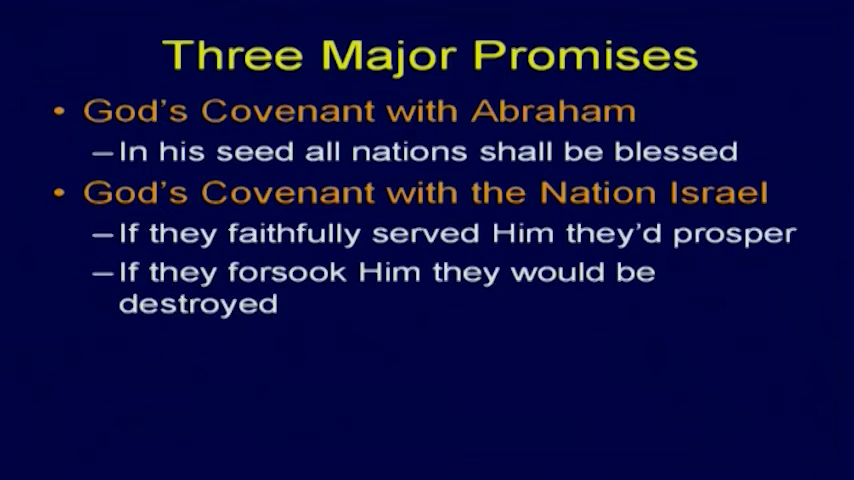 Three Major Promises
• God's Covenant with Abraham
–In his seed all nations shall be blessed
• God's Covenant with the Nation Israel
–If they faithfully served Him they'd prosper
–If they forsook Him they would be
destroyed